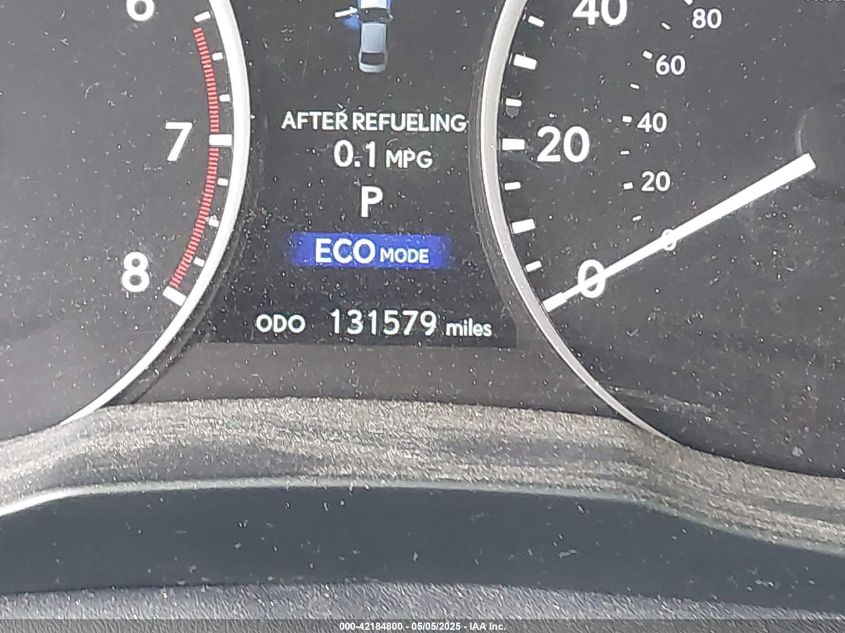 6
7
8
AFTER REFUELING
0.1 MPG
P
ECO MODE
ODO 131579 miles
40
20
0
80
60
40
20
0
000-42184800 - 05/05/2025 - IAA Inc.